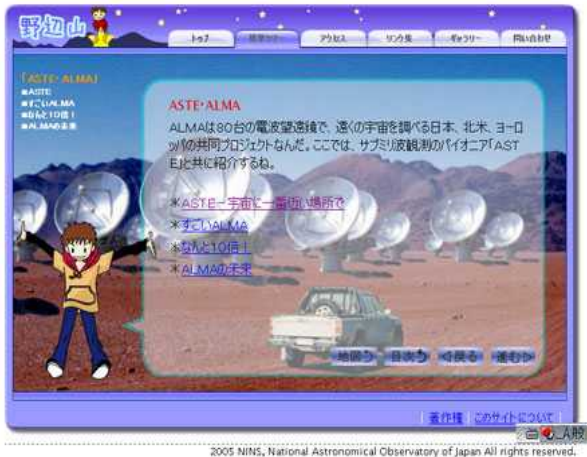 野辺山
トップ アクセス リンク集 ギャラリー 問い合わせ
「ASTE・ALMA」
■ASTE
■すごいALMA
■なんと10倍！
■ALMAの未来
ASTE・ALMA
ALMAは80台の電波望遠鏡で、遠くの宇宙を調べる日本、北米、ヨーロ
ッパの共同プロジェクトなんだ。ここでは、サブミリ波観測のパイオニア「AST
E」と共に紹介するね。
＊ASTE－宇宙に一番近い場所で
＊すごいALMA
＊なんと10倍！
＊ALMAの未来
地図 目次 戻る 進む
著作権 | このサイトについて |
A般
2005 NINS, National Astronomical Observatory of Japan All rights reserved.